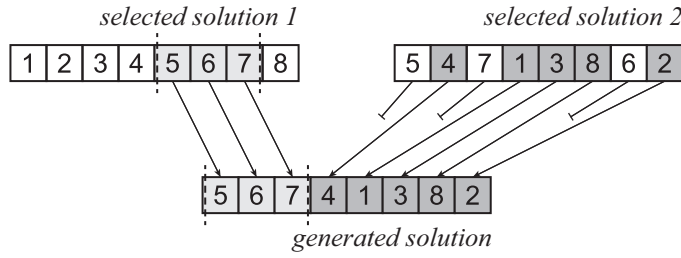 selected solution 1
selected solution 2
1 2 3 4 5 6 7 8
5 4 7 1 3 8 6 2
5 6 7 4 1 3 8 2
generated solution